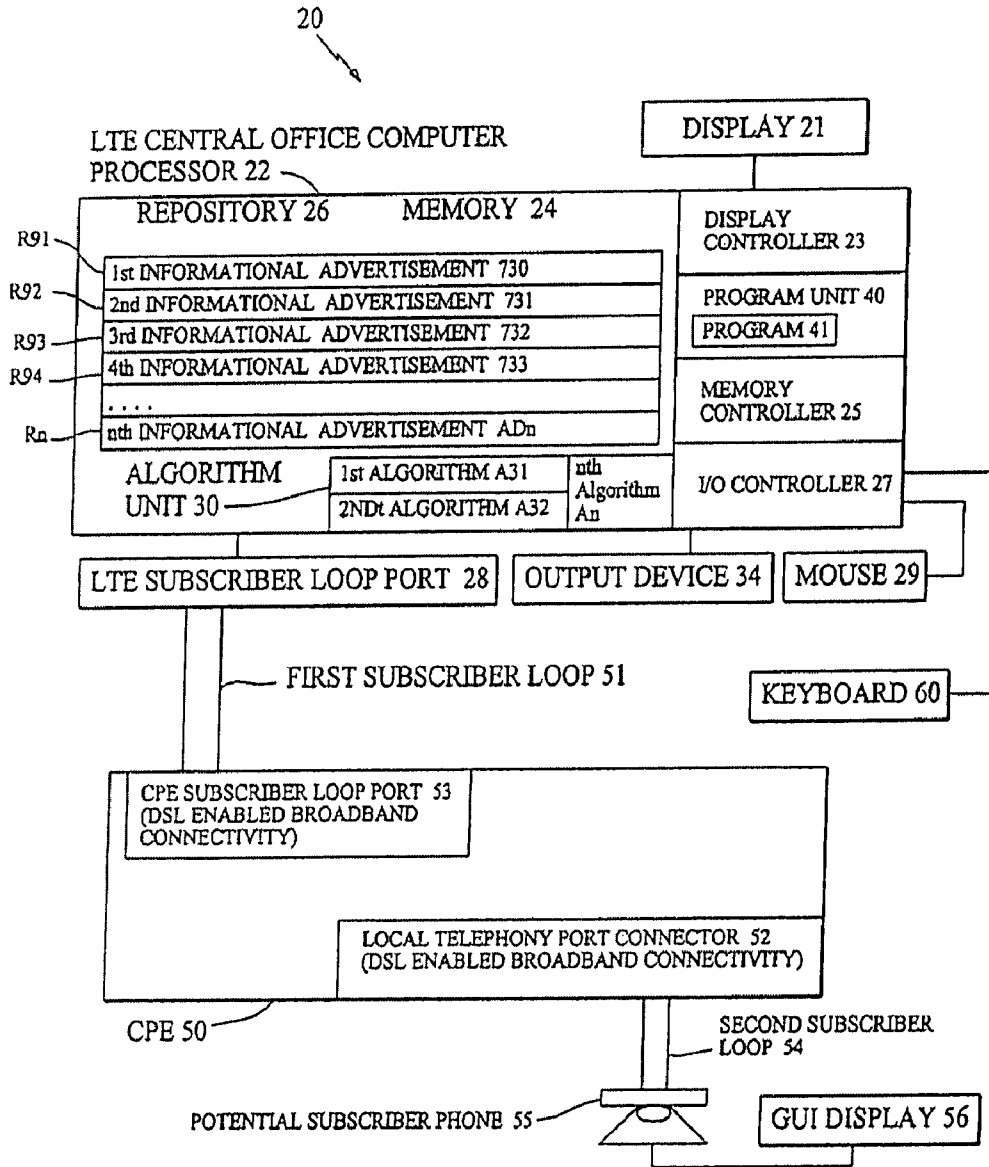 20
LTE CENTRAL OFFICE COMPUTER
PROCESSOR 22
DISPLAY 21
REPOSITORY 26 MEMORY 24
DISPLAY
CONTROLLER 23
R91
1st INFORMATIONAL ADVERTISEMENT 730
R92
2nd INFORMATIONAL ADVERTISEMENT 731
R93
3rd INFORMATIONAL ADVERTISEMENT 732
R94
4th INFORMATIONAL ADVERTISEMENT 733
. . . .
Rn
nth INFORMATIONAL ADVERTISEMENT ADn
PROGRAM UNIT 40
PROGRAM 41
MEMORY
CONTROLLER 25
ALGORITHM
UNIT 30
1st ALGORITHM A31
2NDt ALGORITHM A32
nth
Algorithm
An
I/O CONTROLLER 27
LTE SUBSCRIBER LOOP PORT 28
OUTPUT DEVICE 34
MOUSE 29
FIRST SUBSCRIBER LOOP 51
KEYBOARD 60
CPE SUBSCRIBER LOOP PORT 53
(DSL ENABLED BROADBAND
CONNECTIVITY)
LOCAL TELEPHONY PORT CONNECTOR 52
(DSL ENABLED BROADBAND CONNECTIVITY)
CPE 50
SECOND SUBSCRIBER
LOOP 54
POTENTIAL SUBSCRIBER PHONE 55
GUI DISPLAY 56